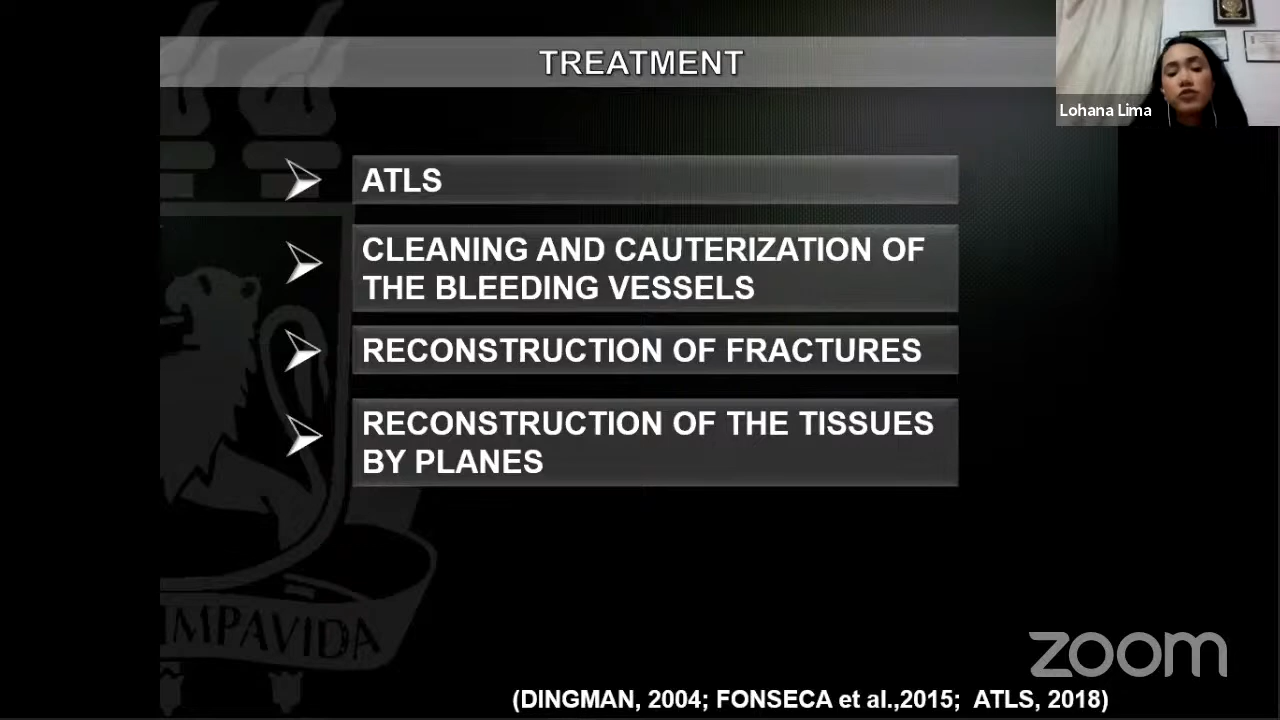 TREATMENT
Lohana Lima
ATLS
CLEANING AND CAUTERIZATION OF
THE BLEEDING VESSELS
RECONSTRUCTION OF FRACTURES
RECONSTRUCTION OF THE TISSUES
BY PLANES
IMPAVIDA
zoom
(DINGMAN, 2004; FONSECA et al.,2015; ATLS, 2018)